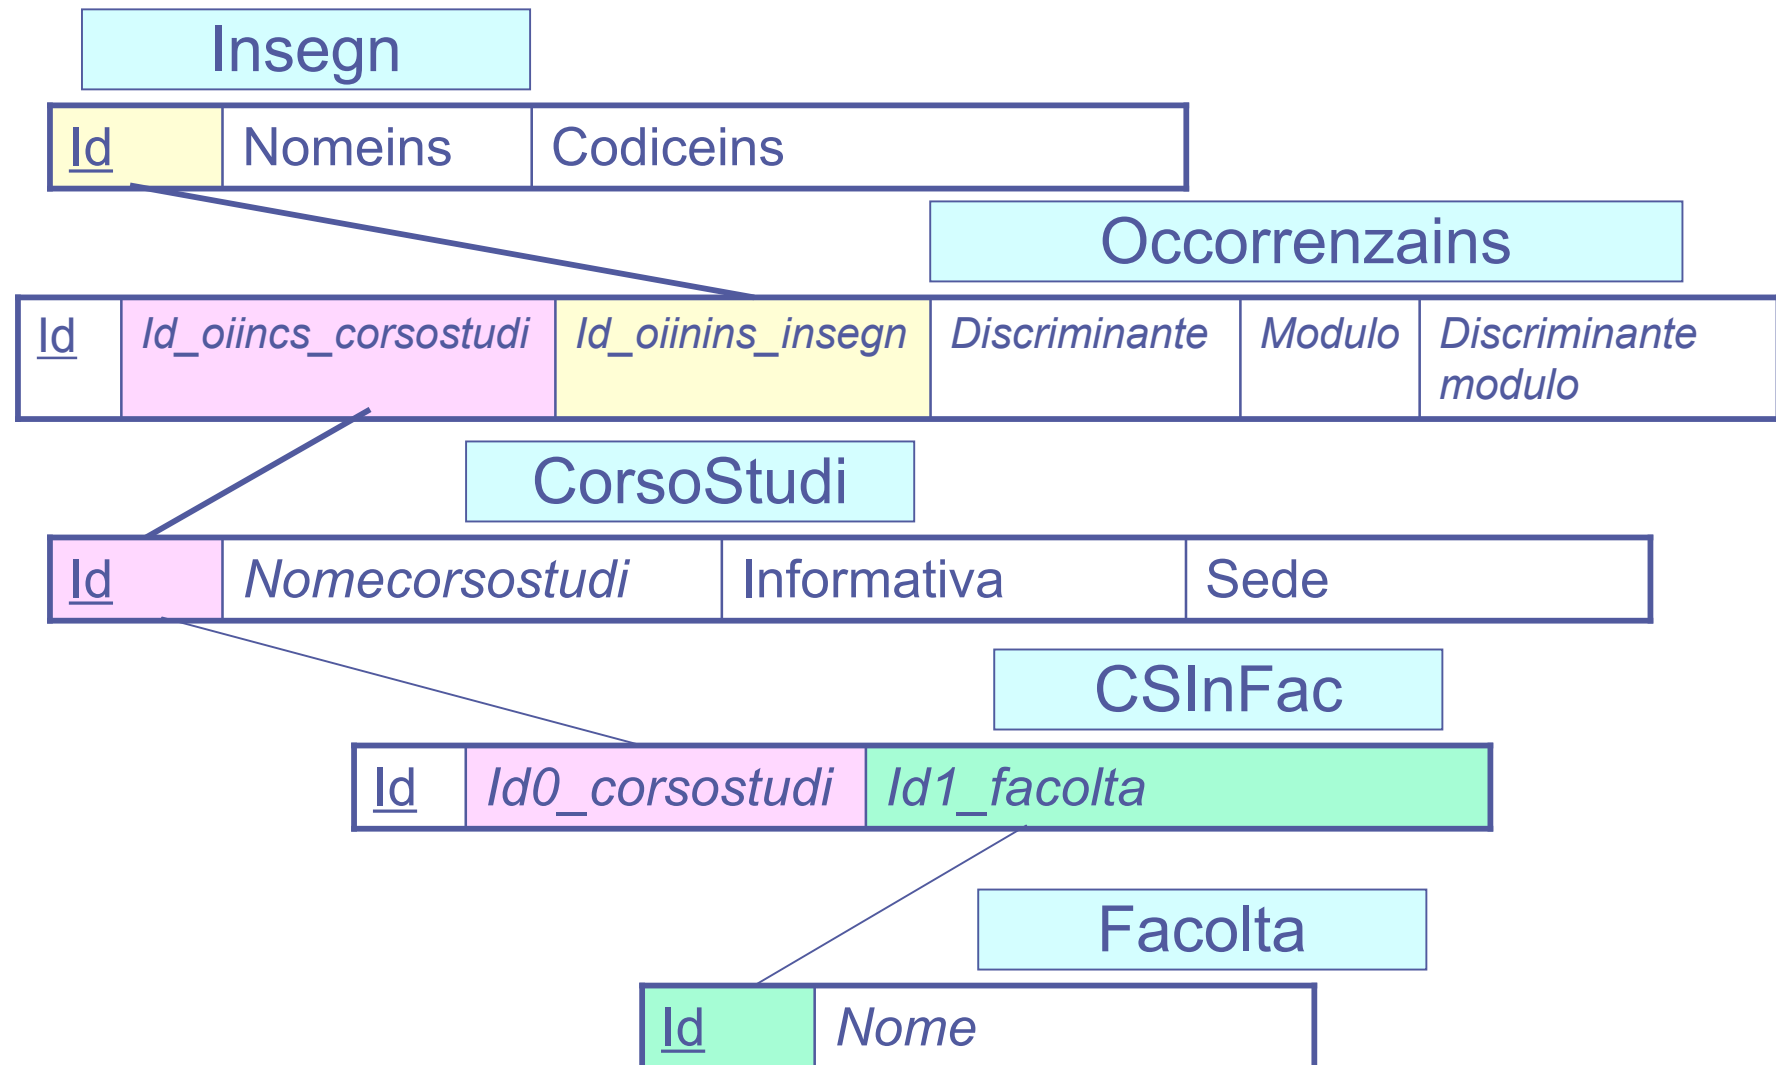 Insegn
Id Nomeins Codiceins
Occorrenzains
Id Id_oiincs_corsostudi Id_oiinins_insegn Discriminante Modulo Discriminante
modulo
CorsoStudi
Id Nomecorsostudi Informativa Sede
CSInFac
Id Id0_corsostudi Id1_facolta
Facolta
Id Nome